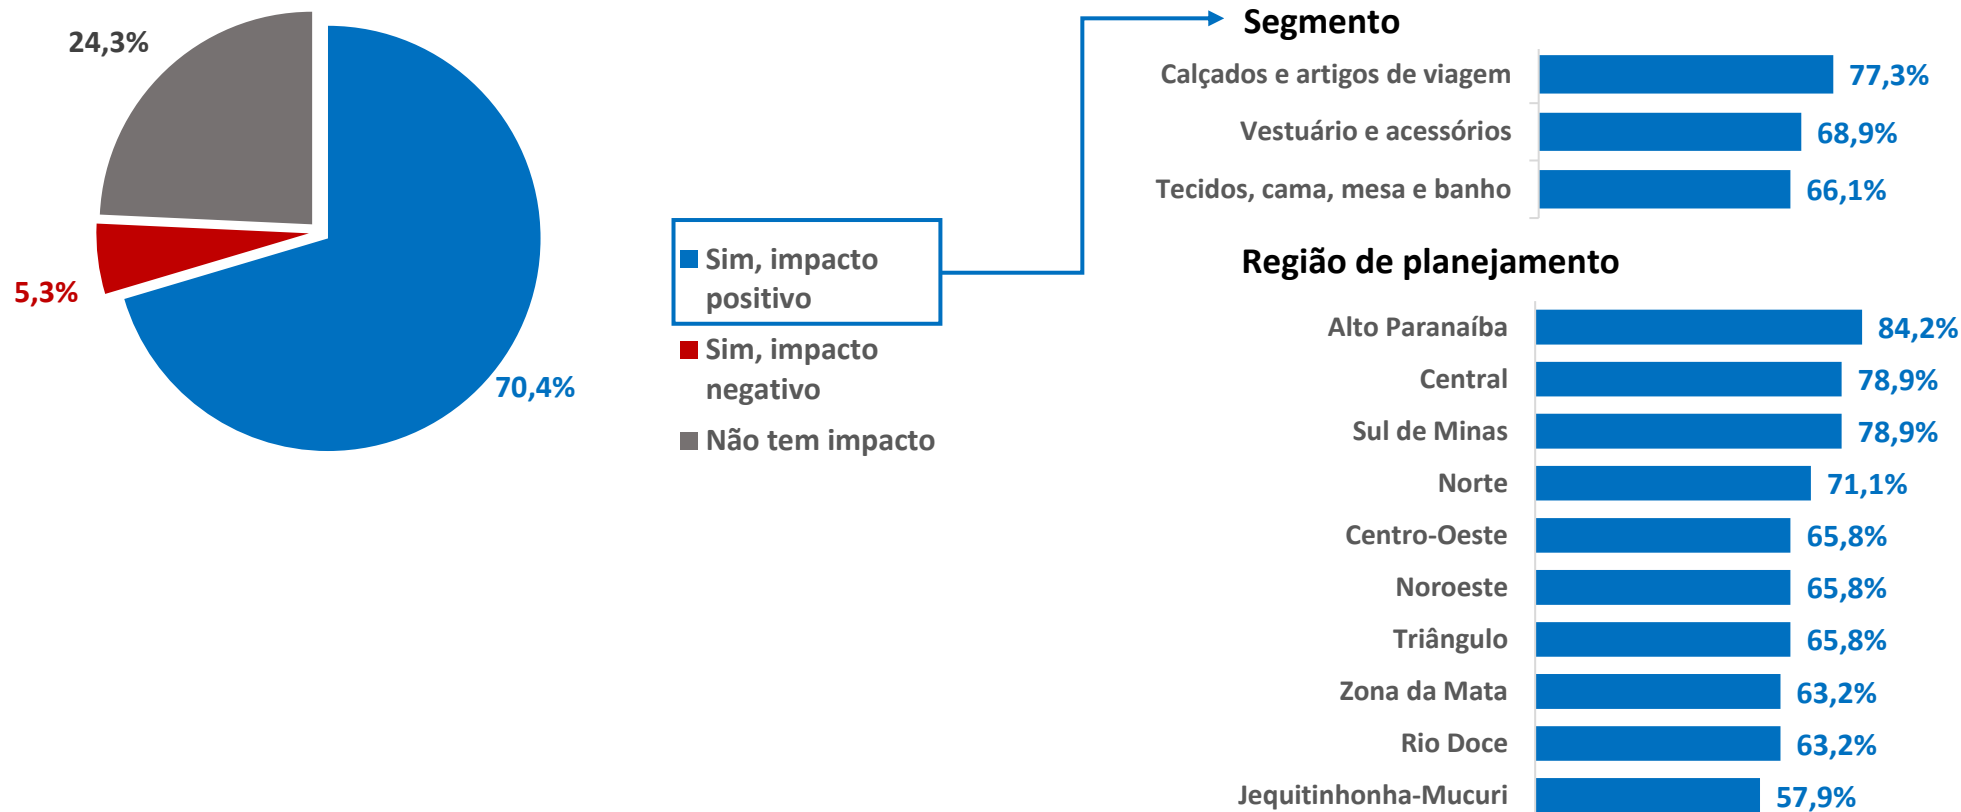 24,3%
5,3%
70,4%
Sim, impacto
positivo
Sim, impacto
negativo
Não tem impacto
Segmento
Calçados e artigos de viagem 77,3%
Vestuário e acessórios 68,9%
Tecidos, cama, mesa e banho 66,1%
Região de planejamento
Alto Paranaíba 84,2%
Central 78,9%
Sul de Minas 78,9%
Norte 71,1%
Centro-Oeste 65,8%
Noroeste 65,8%
Triângulo 65,8%
Zona da Mata 63,2%
Rio Doce 63,2%
Jequitinhonha-Mucuri 57,9%